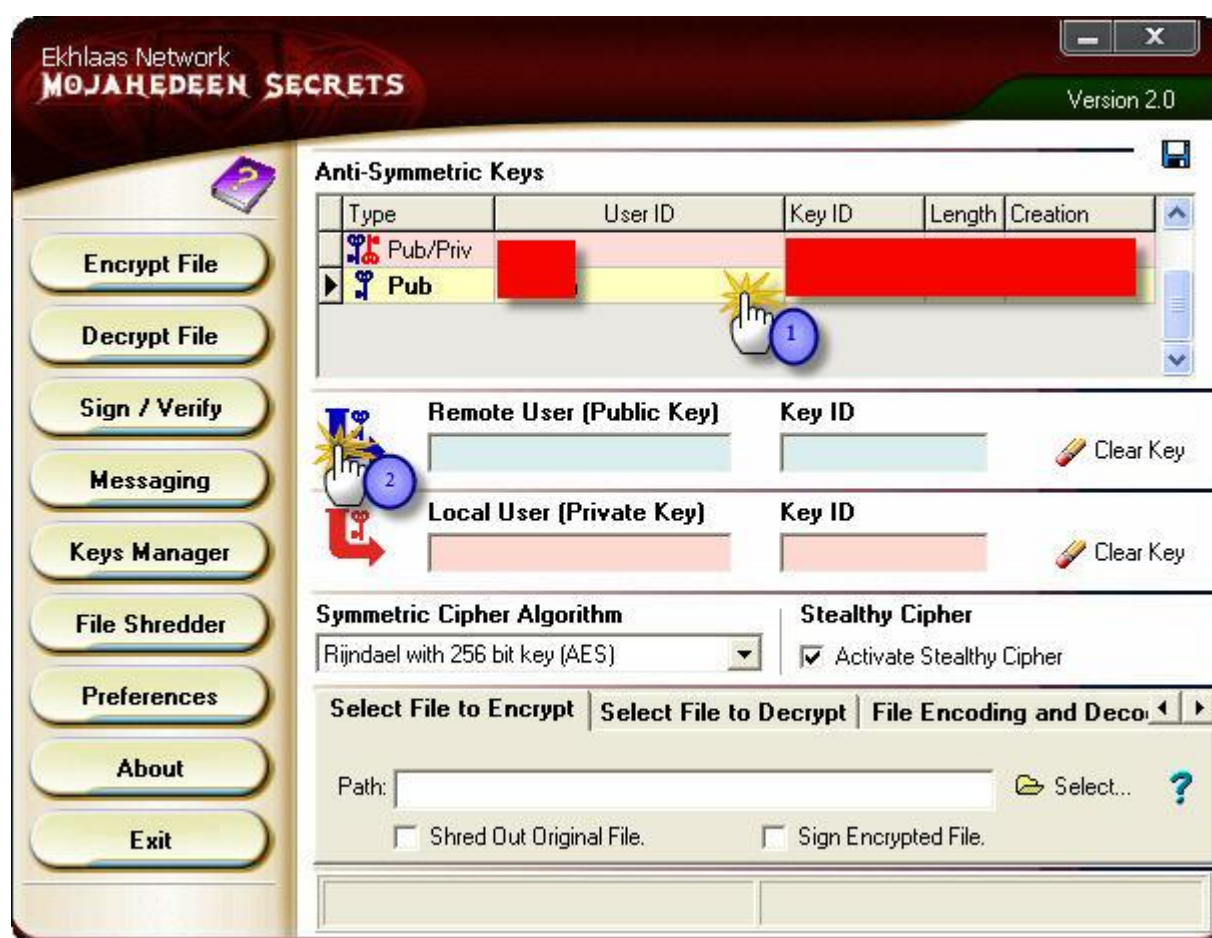 Ekhlaas Network
MOJAHEDEEN SECRETS
Version 2.0
Anti-Symmetric Keys
Type User ID Key ID Length Creation
Pub/Priv
Pub
1
Encrypt File
Decrypt File
Sign / Verify
Messaging
Keys Manager
File Shredder
Preferences
About
Exit
Remote User (Public Key) Key ID
Clear Key
2
Local User (Private Key) Key ID
Clear Key
Symmetric Cipher Algorithm Stealthy Cipher
Rijndael with 256 bit key (AES) Activate Stealthy Cipher
Select File to Encrypt Select File to Decrypt File Encoding and Deco
Path: Select... ?
Shred Out Original File. Sign Encrypted File.